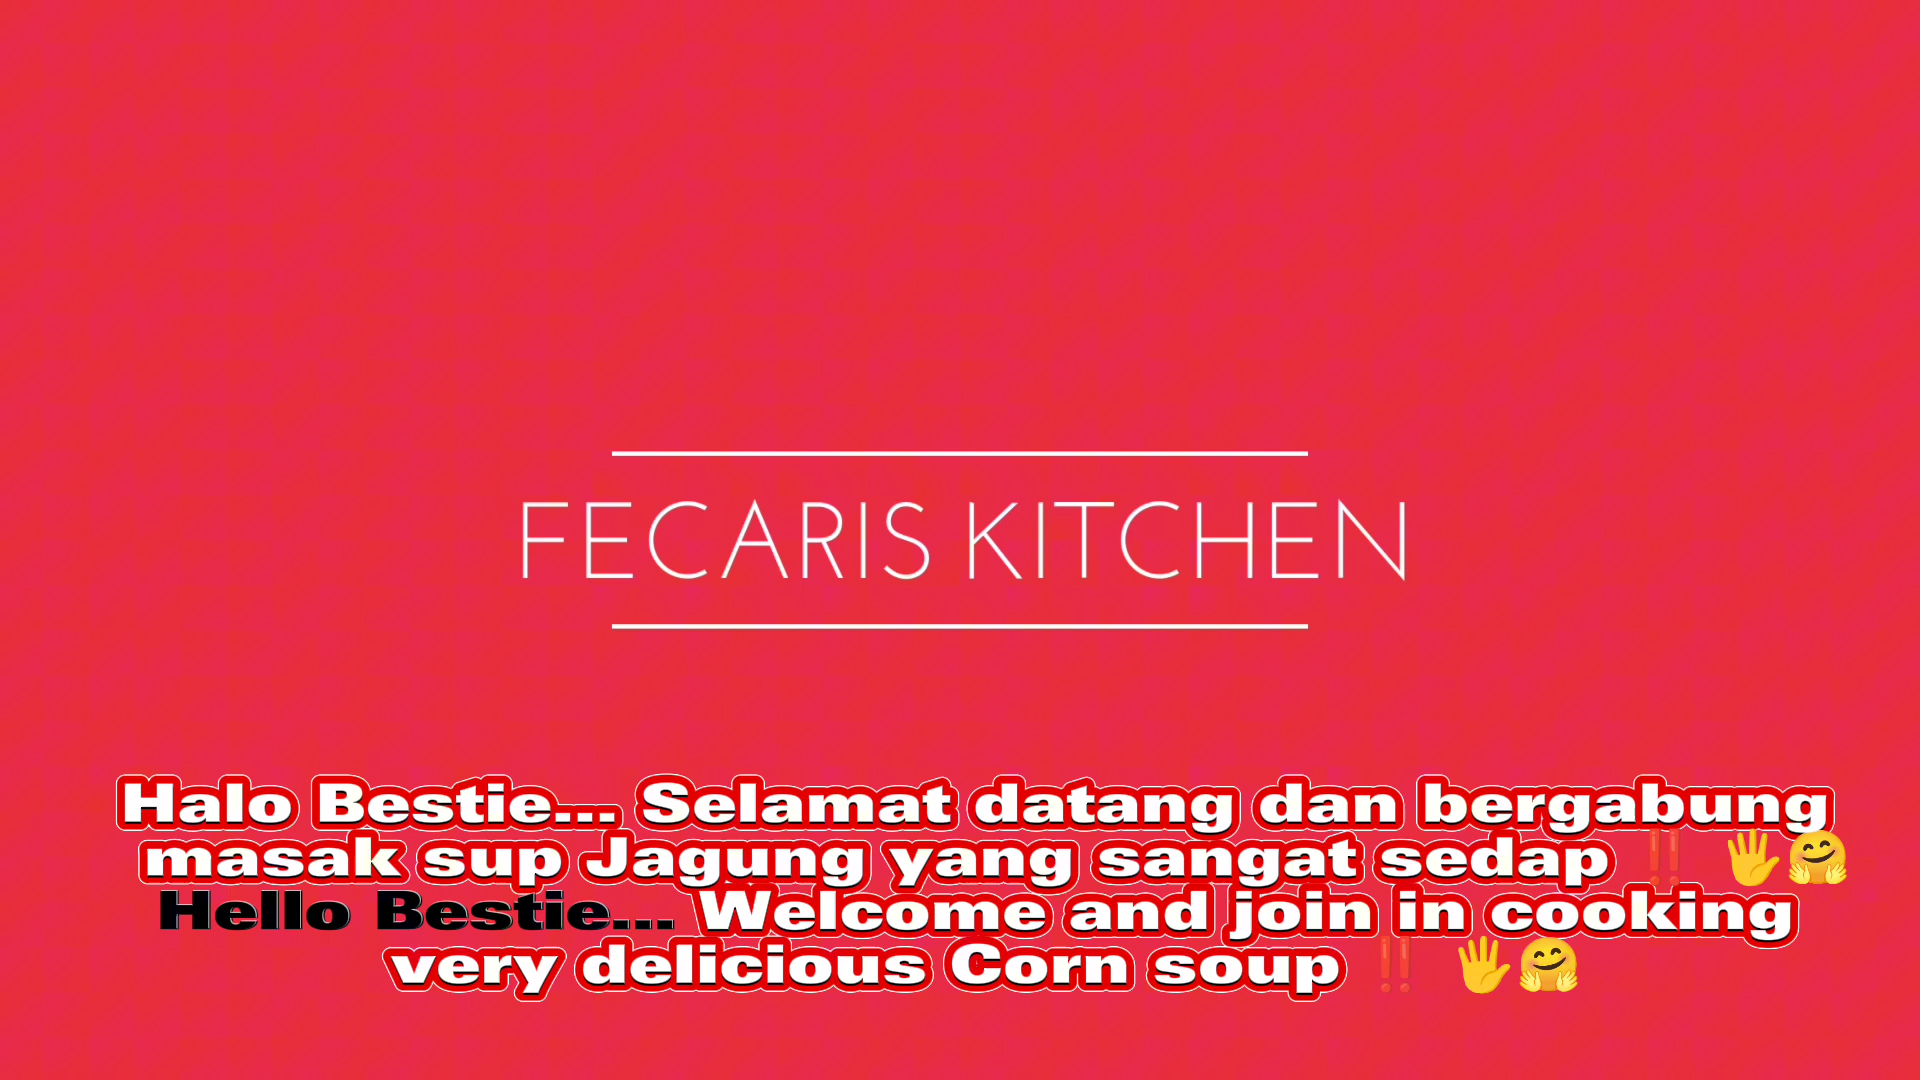 FECARIS KITCHEN
Halo Bestie... Selamat datang dan bergabung
masak sup Jagung yang sangat sedap‼️ 🖐️🤗
Hello Bestie... Welcome and join in cooking
very delicious Corn soup‼️ 🖐️🤗